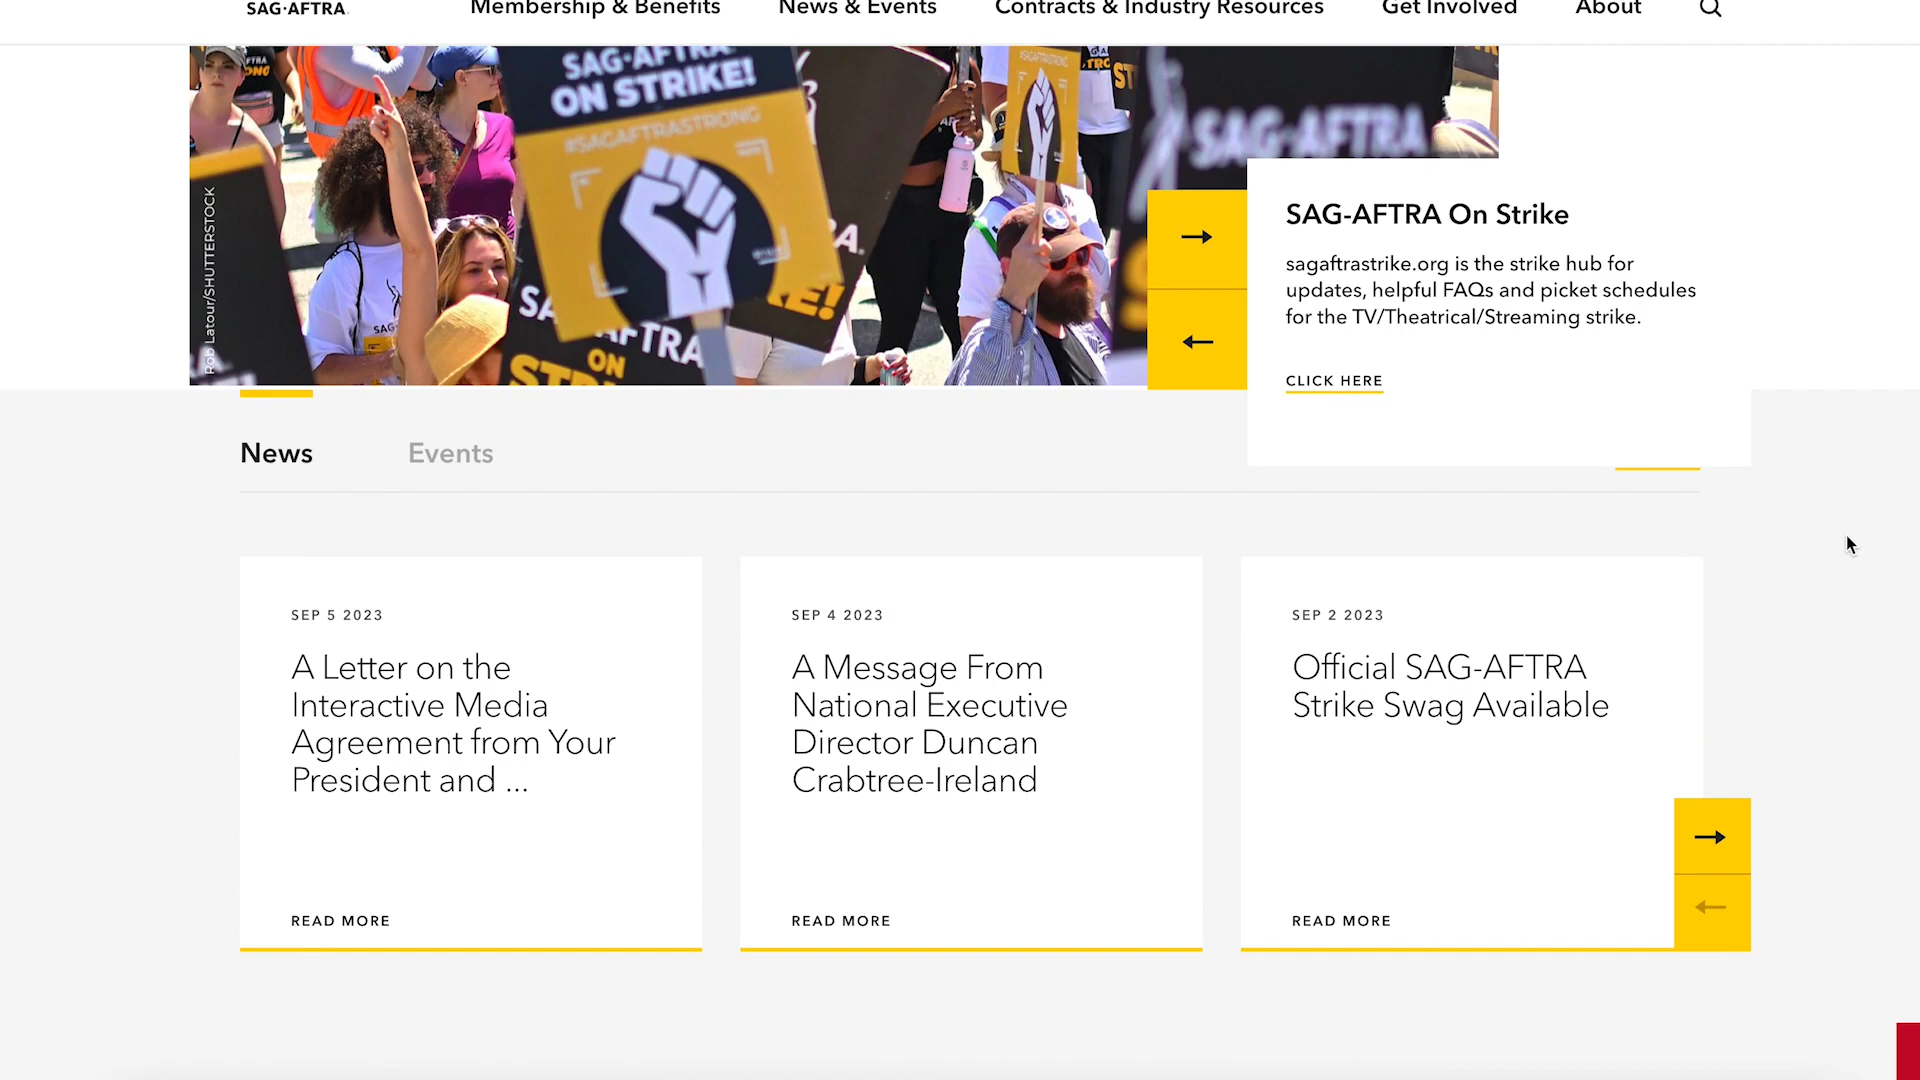 SAG·AFTRA
Membership & Benefits
News & Events
Contracts & Industry Resources
Get Involved
About
SAG·AFTRA
ON STRIKE!
#SAGAFTRASTRONG
SAG·AFTRA
Rob Latour/SHUTTERSTOCK
SAG-AFTRA On Strike
sagaftrastrike.org is the strike hub for
updates, helpful FAQs and picket schedules
for the TV/Theatrical/Streaming strike.
CLICK HERE
News
Events
SEP 5 2023
A Letter on the
Interactive Media
Agreement from Your
President and ...
READ MORE
SEP 4 2023
A Message From
National Executive
Director Duncan
Crabtree-Ireland
READ MORE
SEP 2 2023
Official SAG-AFTRA
Strike Swag Available
READ MORE